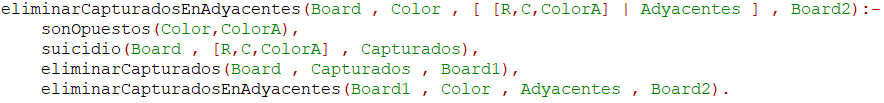 eliminarCapturadosEnAdyacentes(Board , Color , [ [R,C,ColorA] | Adyacentes ] , Board2):-
sonOpuestos(Color,ColorA),
suicidio(Board , [R,C,ColorA] , Capturados),
eliminarCapturados(Board , Capturados , Board1),
eliminarCapturadosEnAdyacentes(Board1 , Color , Adyacentes , Board2).